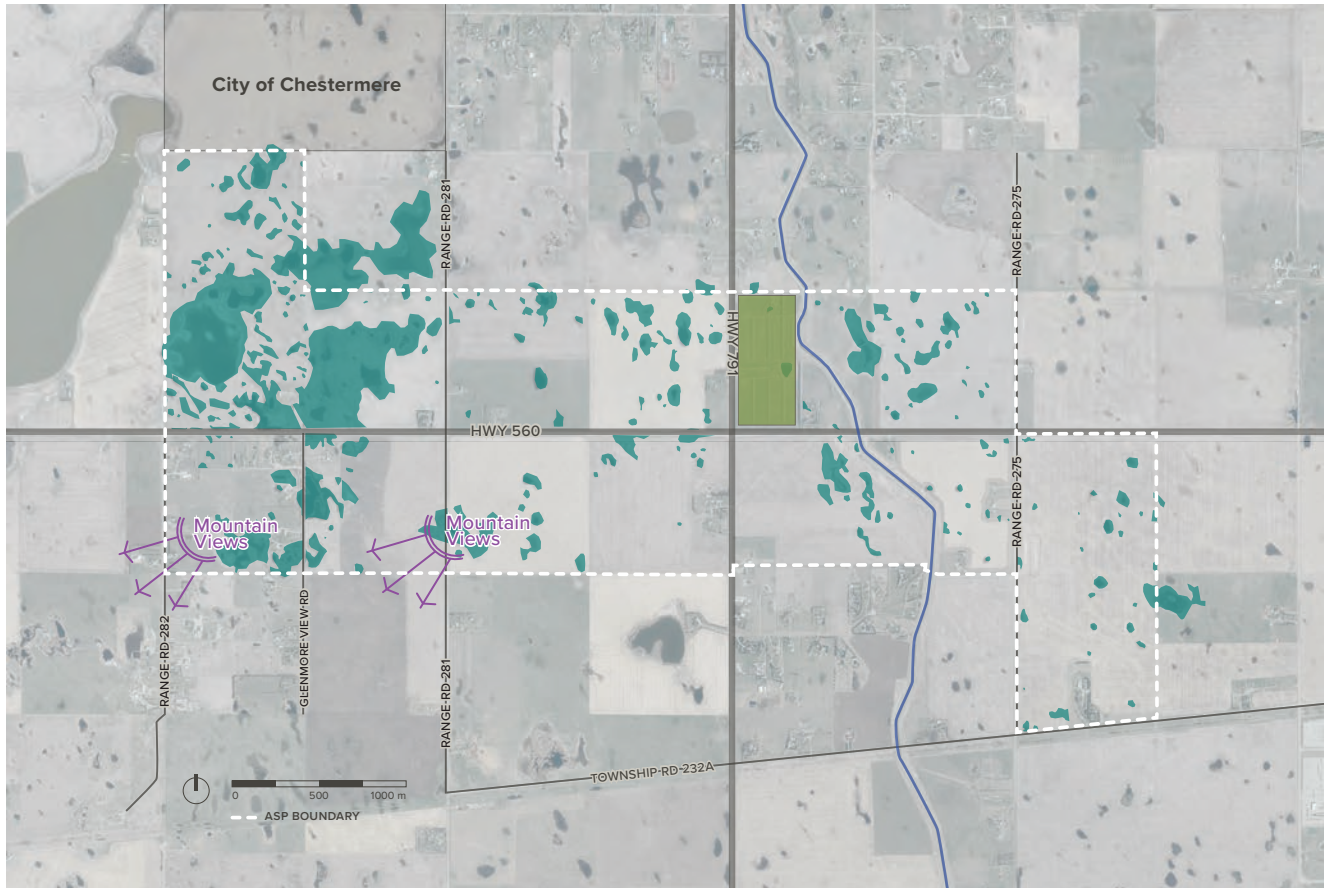 City of Chestermere
RANGE RD 281
RANGE RD 275
HWY 791
HWY 560
RANGE RD 275
Mountain
Views
Mountain
Views
RANGE RD 282
GLENMORE VIEW RD
RANGE RD 281
TOWNSHIP RD 232A
0 500 1000 m
ASP BOUNDARY